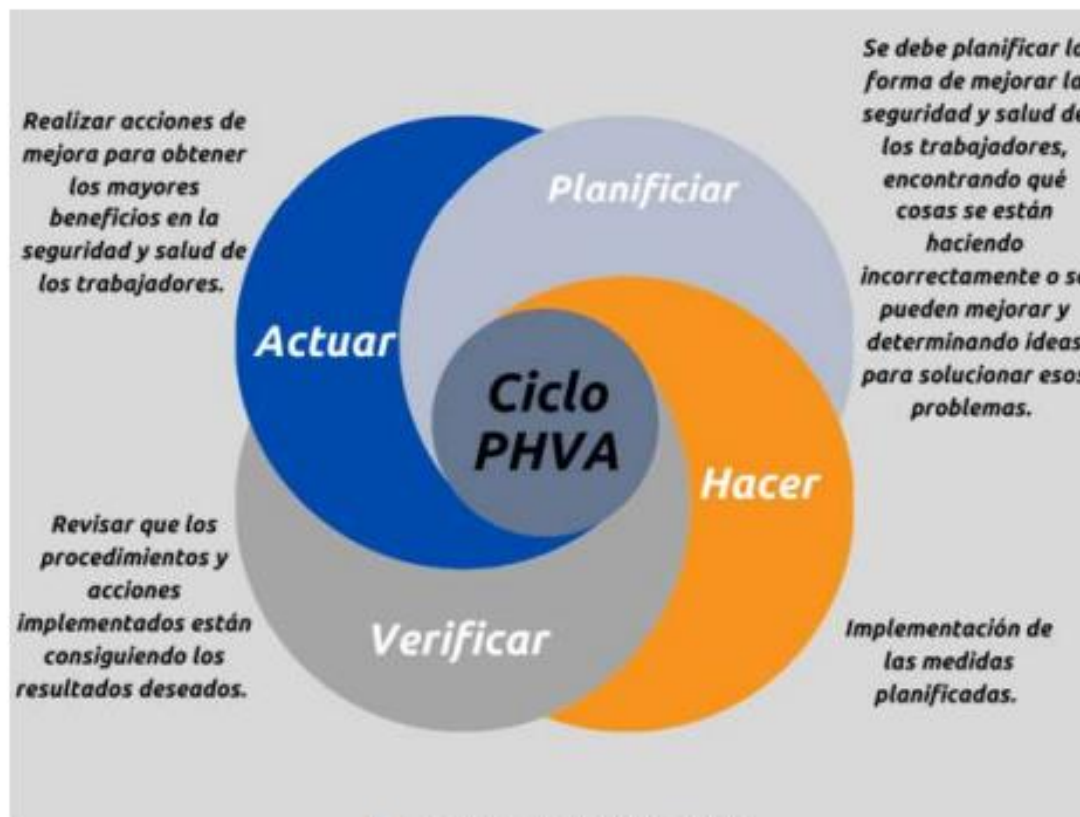 Se debe planificar la
forma de mejorar la
seguridad y salud de
los trabajadores,
encontrando qué
cosas se están
haciendo
incorrectamente o se
pueden mejorar y
determinando ideas
para solucionar esos
problemas.
Realizar acciones de
mejora para obtener
los mayores
beneficios en la
seguridad y salud de
los trabajadores.
Planificiar
Actuar
Ciclo
PHVA
Hacer
Verificar
Revisar que los
procedimientos y
acciones
implementados están
consiguiendo los
resultados deseados.
Implementación de
las medidas
planificadas.